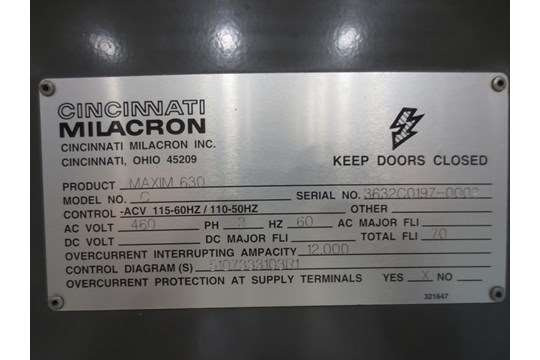 CINCINNATI
MILACRON
CINCINNATI MILACRON INC.
CINCINNATI, OHIO 45209
KEEP DOORS CLOSED
PRODUCT MAXIM 630
MODEL NO. C SERIAL NO.
CONTROL -ACV 115-60HZ / 110-50HZ OTHER
AC VOLT 460 PH 3 HZ 60 AC MAJOR FLI
DC VOLT DC MAJOR FLI TOTAL FLI 70
OVERCURRENT INTERRUPTING AMPACITY 12,000
CONTROL DIAGRAM (S)
OVERCURRENT PROTECTION AT SUPPLY TERMINALS YES X NO
321647